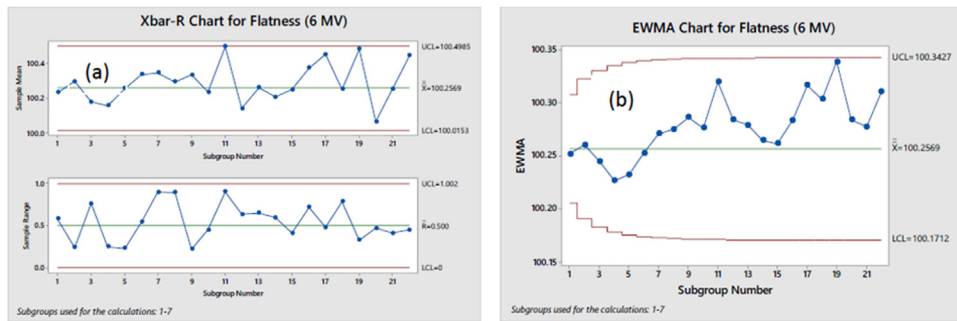 Xbar-R Chart for Flatness (6 MV)
(a)
Sample Mean
100.4
100.2
100.0
UCL=100.4985
X̿=100.2569
LCL=100.0153
1 3 5 7 9 11 13 15 17 19 21
Subgroup Number
Sample Range
1.0
0.5
0.0
UCL=1.002
R̄=0.500
LCL=0
1 3 5 7 9 11 13 15 17 19 21
Subgroup Number
Subgroups used for the calculations: 1-7
EWMA Chart for Flatness (6 MV)
(b)
EWMA
100.35
100.30
100.25
100.20
100.15
UCL=100.3427
X̿=100.2569
LCL=100.1712
1 3 5 7 9 11 13 15 17 19 21
Subgroup Number
Subgroups used for the calculations: 1-7